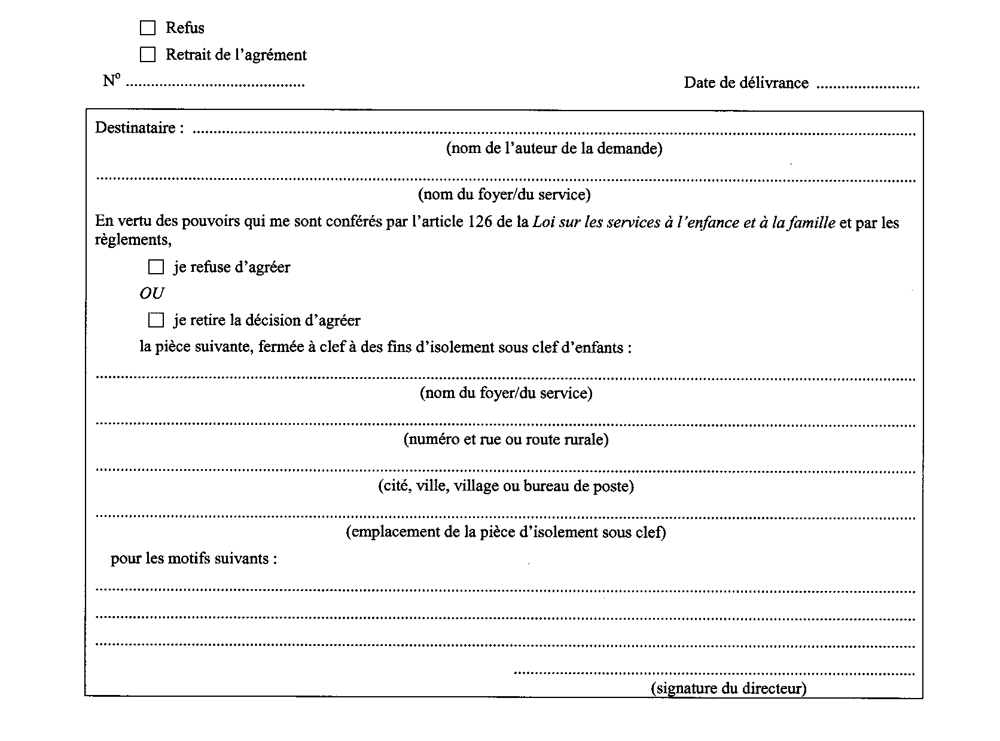 ☐ Refus
☐ Retrait de l'agrément
Nº ........................................... Date de délivrance .........................
Destinataire : ................................................................................
(nom de l'auteur de la demande)
................................................................................
(nom du foyer/du service)
En vertu des pouvoirs qui me sont conférés par l'article 126 de la Loi sur les services à l'enfance et à la famille et par les
règlements,
☐ je refuse d'agréer
OU
☐ je retire la décision d'agréer
la pièce suivante, fermée à clef à des fins d'isolement sous clef d'enfants :
................................................................................
(nom du foyer/du service)
................................................................................
(numéro et rue ou route rurale)
................................................................................
(cité, ville, village ou bureau de poste)
................................................................................
(emplacement de la pièce d'isolement sous clef)
pour les motifs suivants :
................................................................................
................................................................................
................................................................................
................................................................................
(signature du directeur)